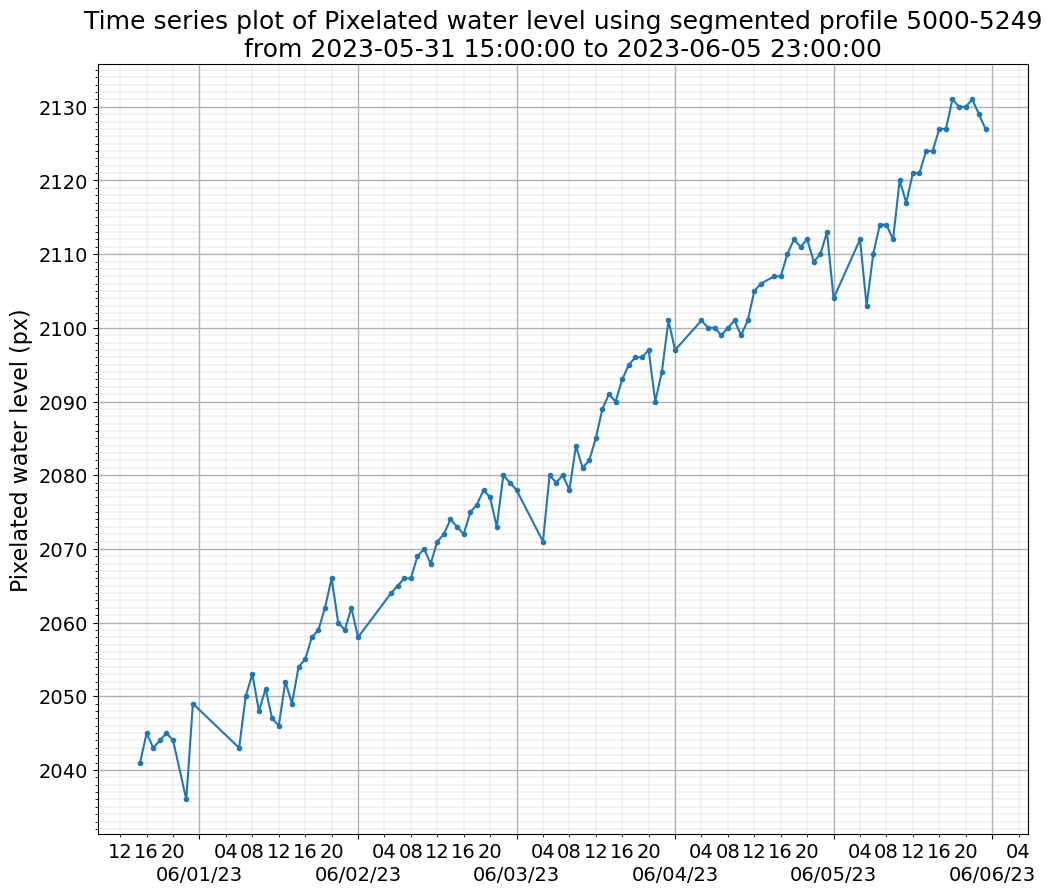 Time series plot of Pixelated water level using segmented profile 5000-5249
from 2023-05-31 15:00:00 to 2023-06-05 23:00:00
Pixelated water level (px)
2130
2120
2110
2100
2090
2080
2070
2060
2050
2040
12 16 20 04 08 12 16 20 04 08 12 16 20 04 08 12 16 20 04 08 12 16 20 04 08 12 16 20 04
06/01/23 06/02/23 06/03/23 06/04/23 06/05/23 06/06/23